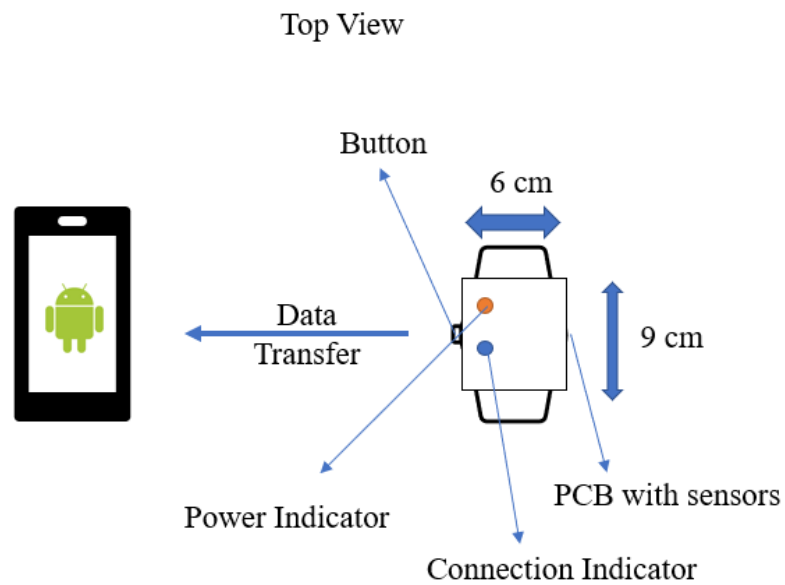 Top View
Button
6 cm
Data
Transfer
9 cm
PCB with sensors
Power Indicator
Connection Indicator